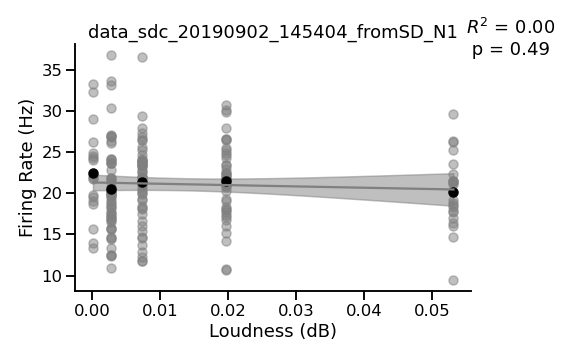 data_sdc_20190902_145404_fromSD_N1
R² = 0.00
p = 0.49
Firing Rate (Hz)
35
30
25
20
15
10
0.00 0.01 0.02 0.03 0.04 0.05
Loudness (dB)